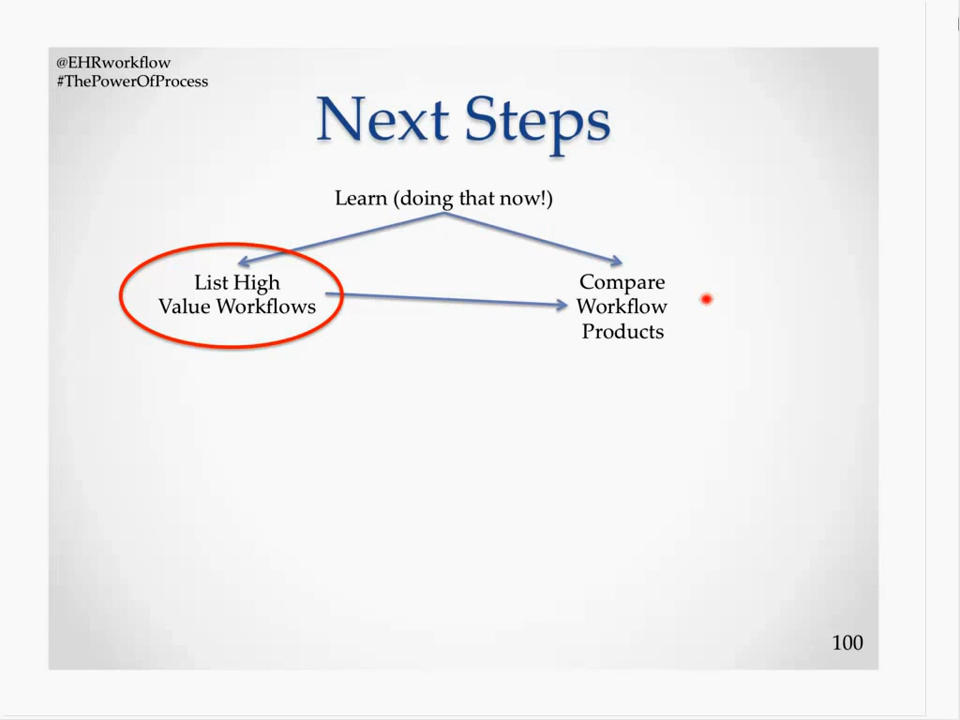 @EHRworkflow
#ThePowerOfProcess
Next Steps
Learn (doing that now!)
List High
Value Workflows
Compare
Workflow
Products
100